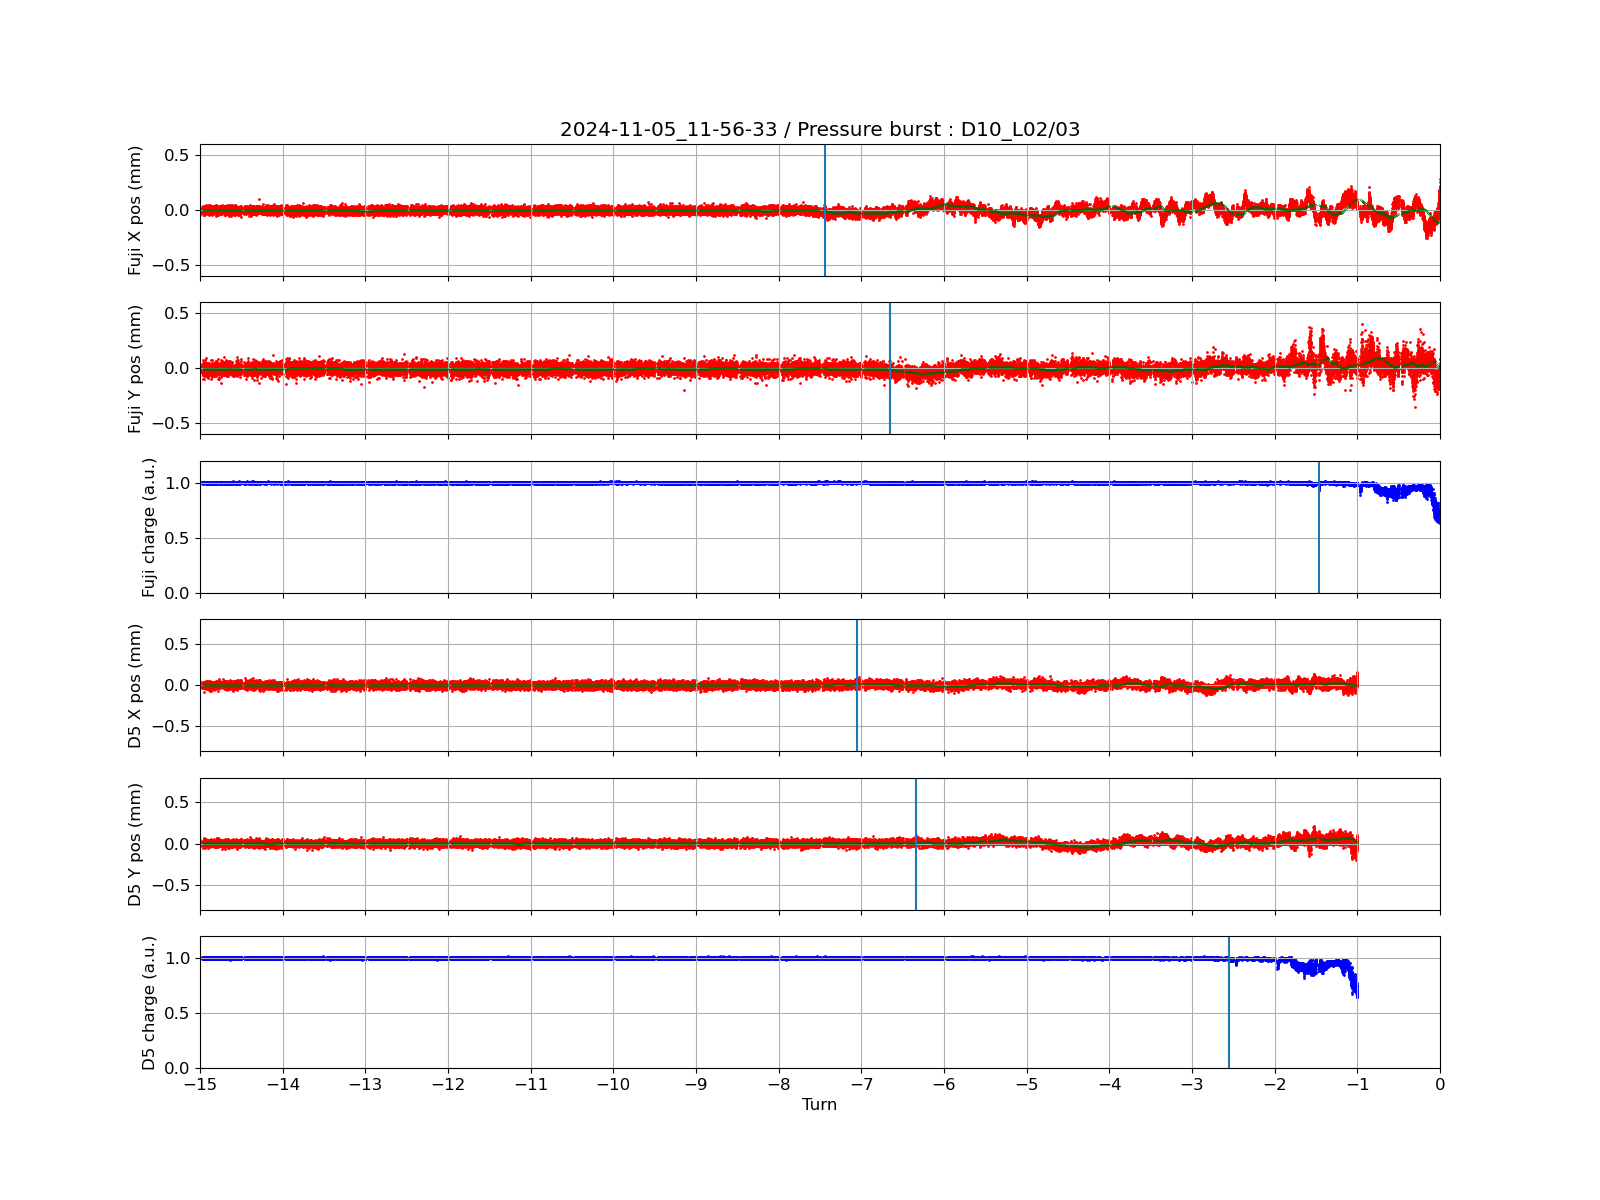 2024-11-05_11-56-33 / Pressure burst : D10_L02/03
Fuji X pos (mm)
0.5
0.0
−0.5
Fuji Y pos (mm)
0.5
0.0
−0.5
Fuji charge (a.u.)
1.0
0.5
0.0
D5 X pos (mm)
0.5
0.0
−0.5
D5 Y pos (mm)
0.5
0.0
−0.5
D5 charge (a.u.)
1.0
0.5
0.0
−15 −14 −13 −12 −11 −10 −9 −8 −7 −6 −5 −4 −3 −2 −1 0
Turn